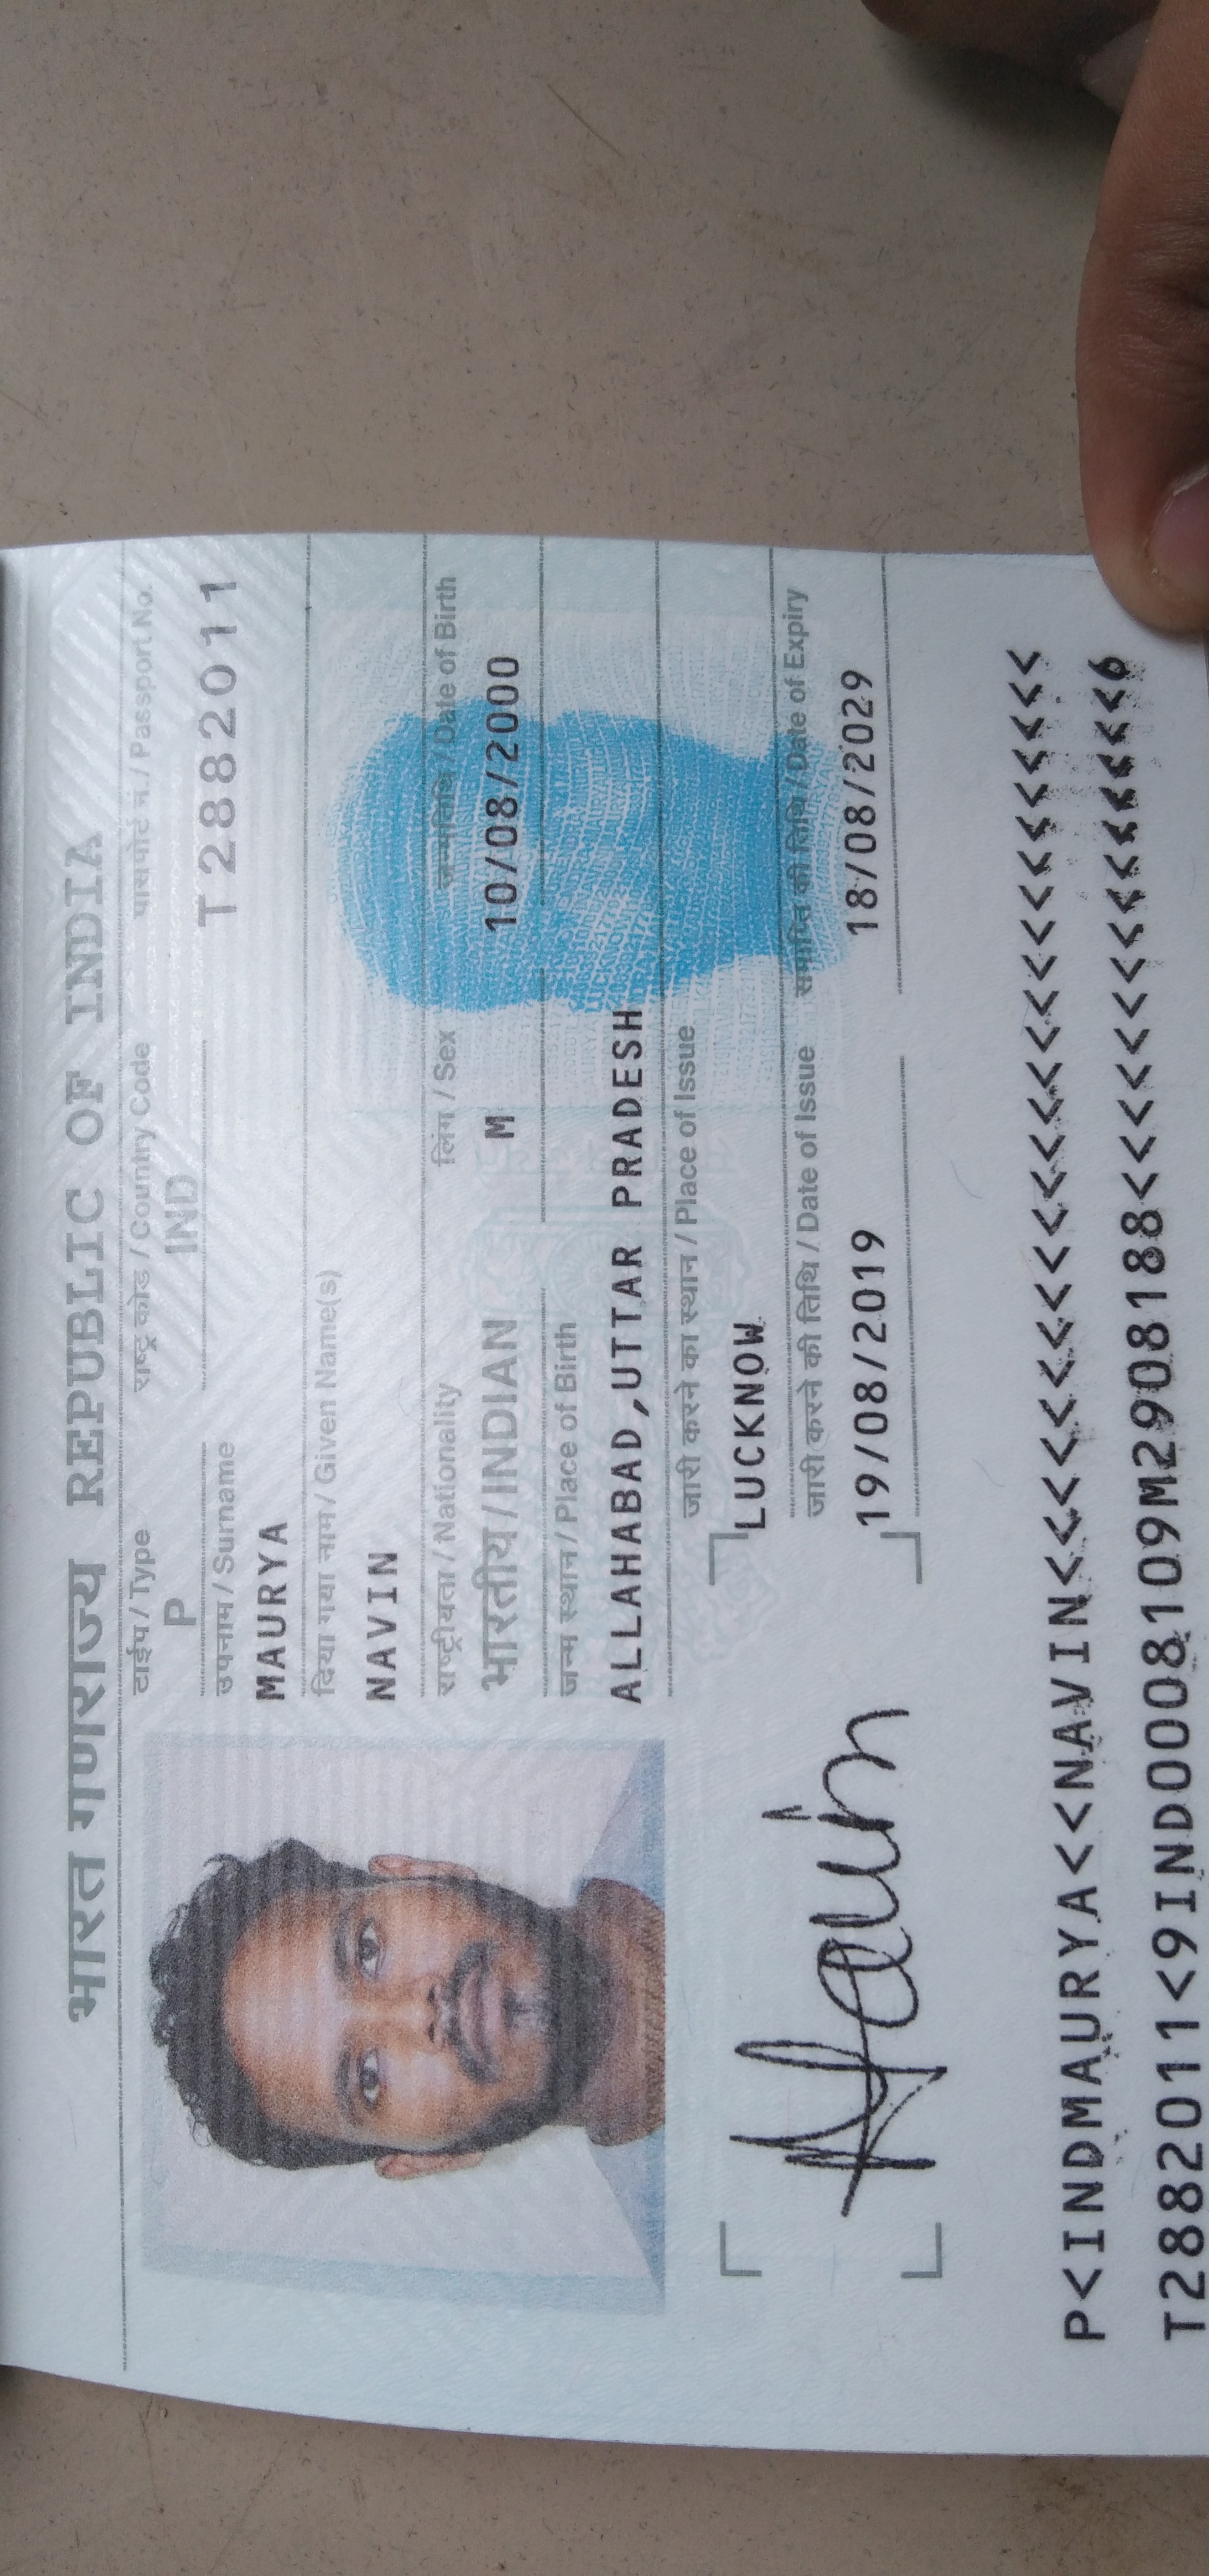 भारत गणराज्य REPUBLIC OF INDIA
टाईप / Type राष्ट्र कोड / Country Code पासपोर्ट नं. / Passport No.
P IND T 2882011
उपनाम / Surname
MAURYA
दिया गया नाम / Given Name(s)
NAVIN
राष्ट्रीयता / Nationality लिंग / Sex जन्मतिथि / Date of Birth
भारतीय / INDIAN M 10/08/2000
जन्म स्थान / Place of Birth
ALLAHABAD,UTTAR PRADESH
जारी करने का स्थान / Place of Issue
LUCKNOW
जारी करने की तिथि / Date of Issue समाप्ति की तिथि / Date of Expiry
19/08/2019 18/08/2029
Navin
P<INDMAURYA<<NAVIN<<<<<<<<<<<<<<<<<<<<<<<<<<
T2882011<9IND0008109M2908188<<<<<<<<<<<<<<<6